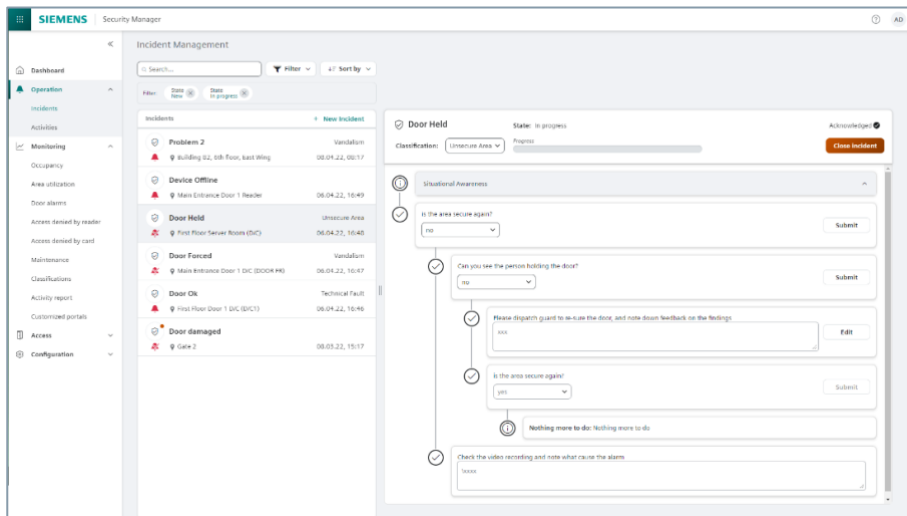 SIEMENS Security Manager
AD
Incident Management
Dashboard
Operation
Incidents
Activities
Monitoring
Occupancy
Area utilization
Door alarms
Access denied by reader
Access denied by card
Maintenance
Classifications
Activity report
Customized portals
Access
Configuration
Search...
Filter
Sort by
Filter:
State
New
State
In progress
Incidents
+ New Incident
Problem 2
Vandalism
Building B2, 5th floor, East Wing
08.04.22, 08:17
Device Offline
Main Entrance Door 1 Reader
06.04.22, 16:49
Door Held
Unsecure Area
First Floor Server Room (D/C)
06.04.22, 16:48
Door Forced
Vandalism
Main Entrance Door 1 D/C (DOOR FR)
06.04.22, 16:47
Door Ok
Technical Fault
First Floor Door 1 D/C (D/C1)
06.04.22, 16:46
Door damaged
Gate 2
08.03.22, 15:17
Door Held
State: In progress
Acknowledged
Classification:
Unsecure Area
Progress
Close incident
Situational Awareness
Is the area secure again?
no
Submit
Can you see the person holding the door?
no
Submit
Please dispatch guard to re-sure the door, and note down feedback on the findings
xxx
Edit
Is the area secure again?
yes
Submit
Nothing more to do: Nothing more to do
Check the video recording and note what cause the alarm